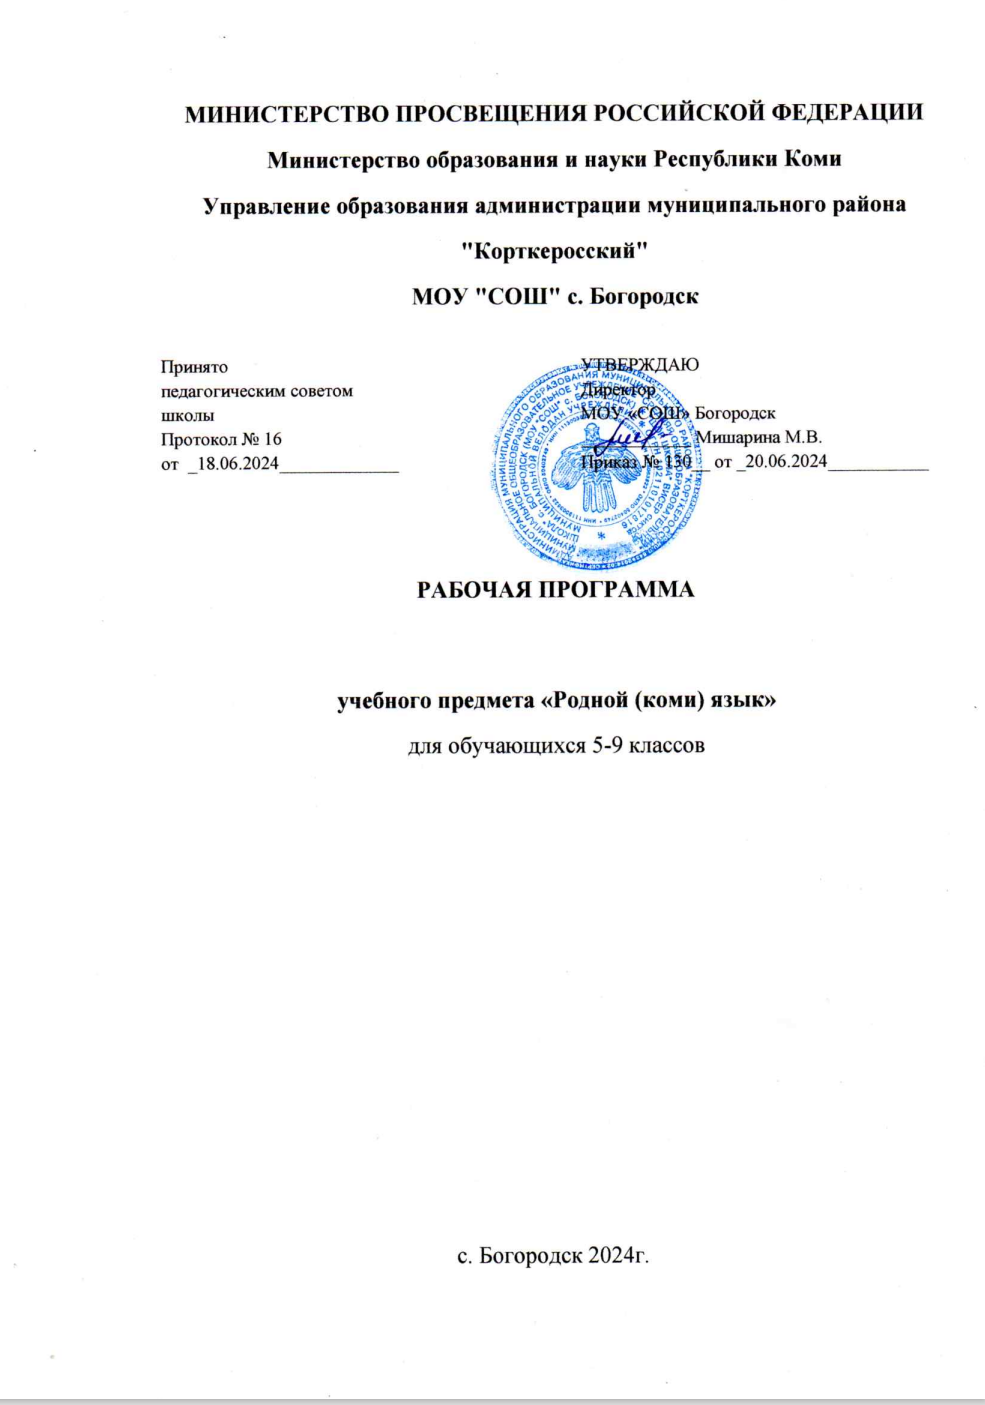 МИНИСТЕРСТВО ПРОСВЕЩЕНИЯ РОССИЙСКОЙ ФЕДЕРАЦИИ
Министерство образования и науки Республики Коми
Управление образования администрации муниципального района
"Корткеросский"
МОУ "СОШ" с. Богородск
Принято
педагогическим советом
школы
Протокол № 16
от _18.06.2024_____________
УТВЕРЖДАЮ
Директор
МОУ «СОШ» Богородск
Мишарина М.В.
Приказ № 130__ от _20.06.2024___________
РАБОЧАЯ ПРОГРАММА
учебного предмета «Родной (коми) язык»
для обучающихся 5-9 классов
с. Богородск 2024г.